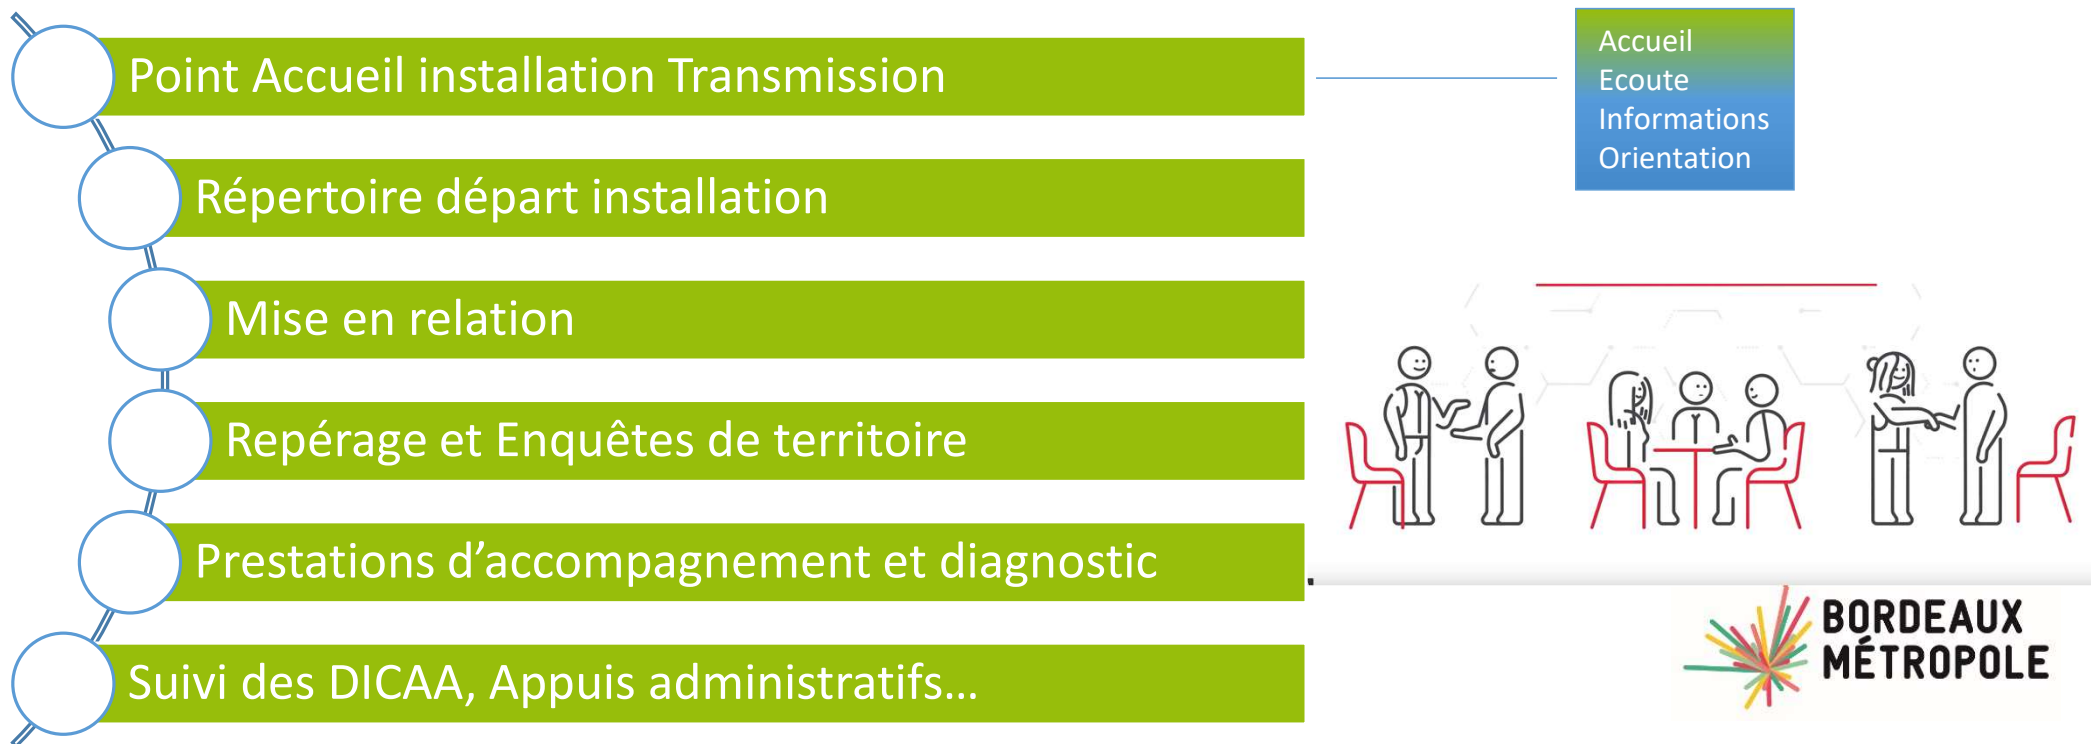 Point Accueil installation Transmission
Accueil
Ecoute
Informations
Orientation
Répertoire départ installation
Mise en relation
Repérage et Enquêtes de territoire
Prestations d’accompagnement et diagnostic
Suivi des DICAA, Appuis administratifs...
BORDEAUX
MÉTROPOLE